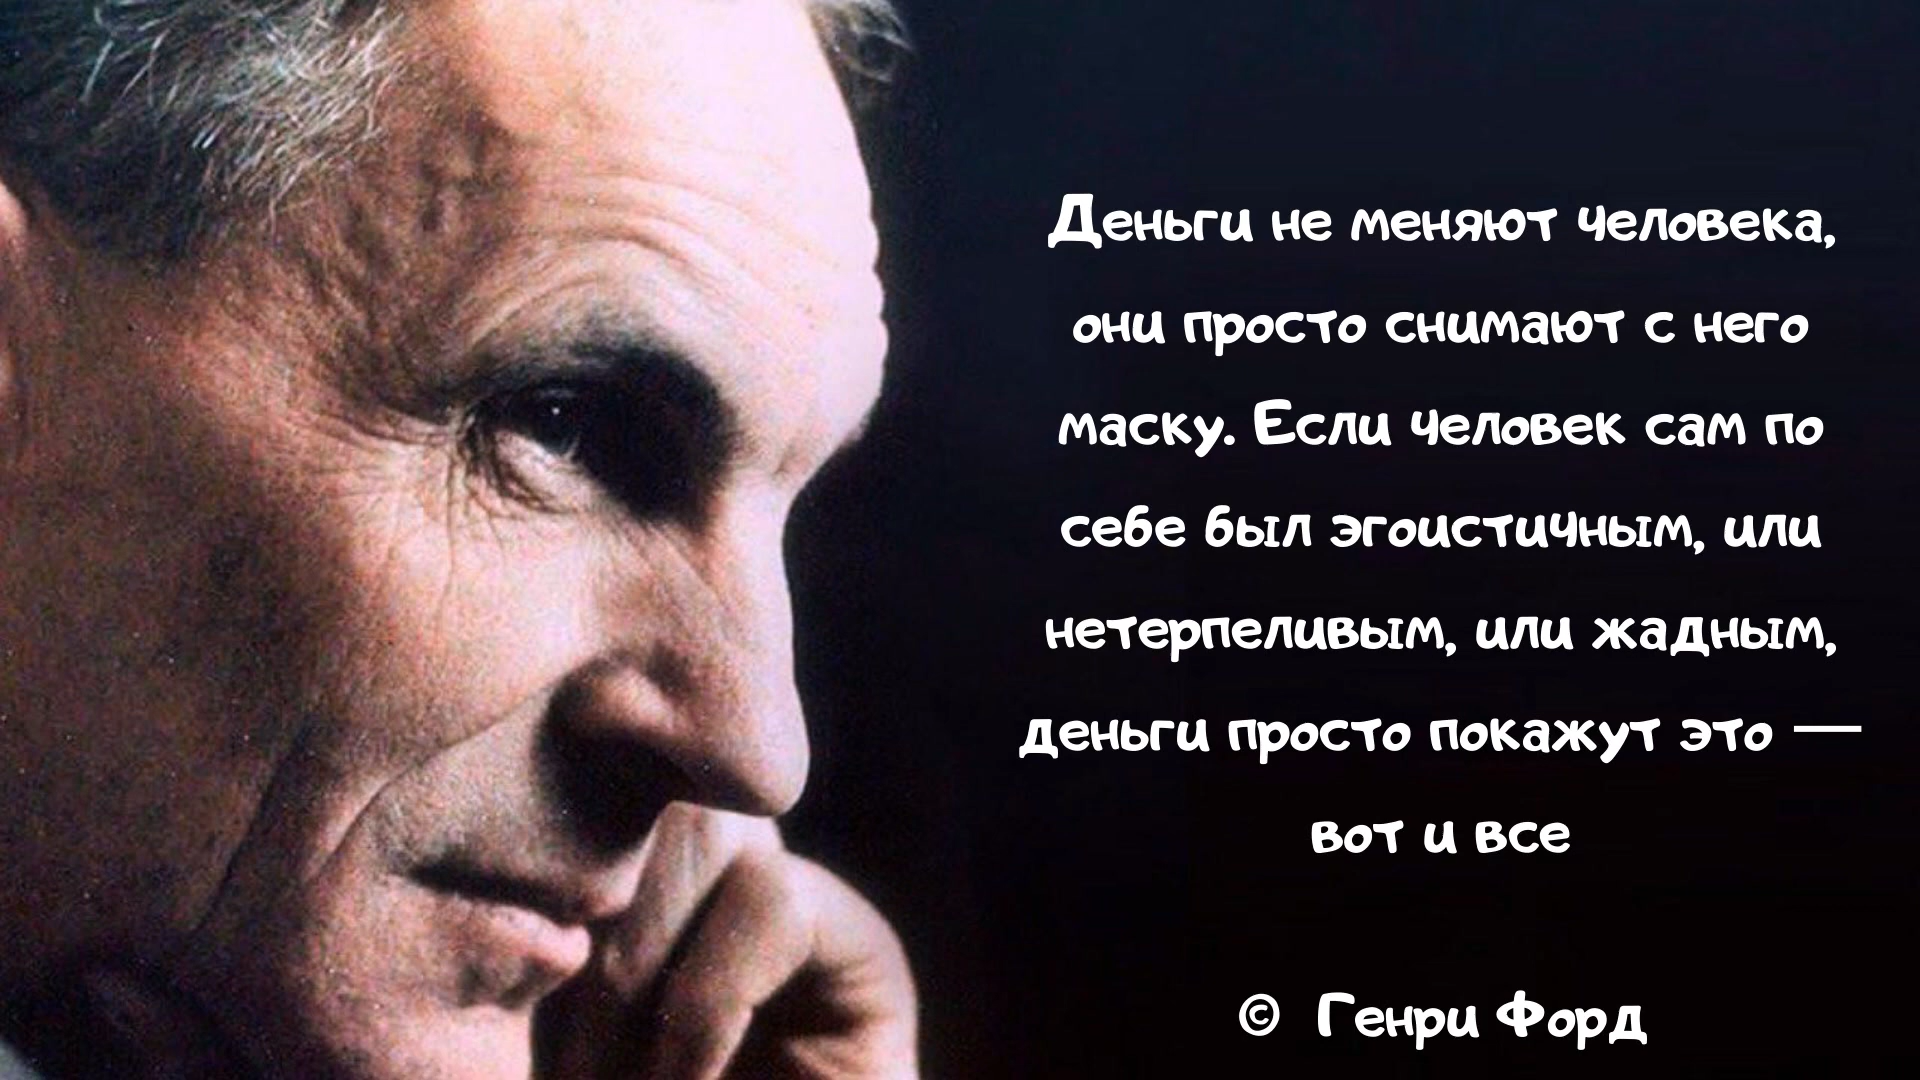 Деньги не меняют человека,
они просто снимают с него
маску. Если человек сам по
себе был эгоистичным, или
нетерпеливым, или жадным,
деньги просто покажут это —
вот и все
© Генри Форд